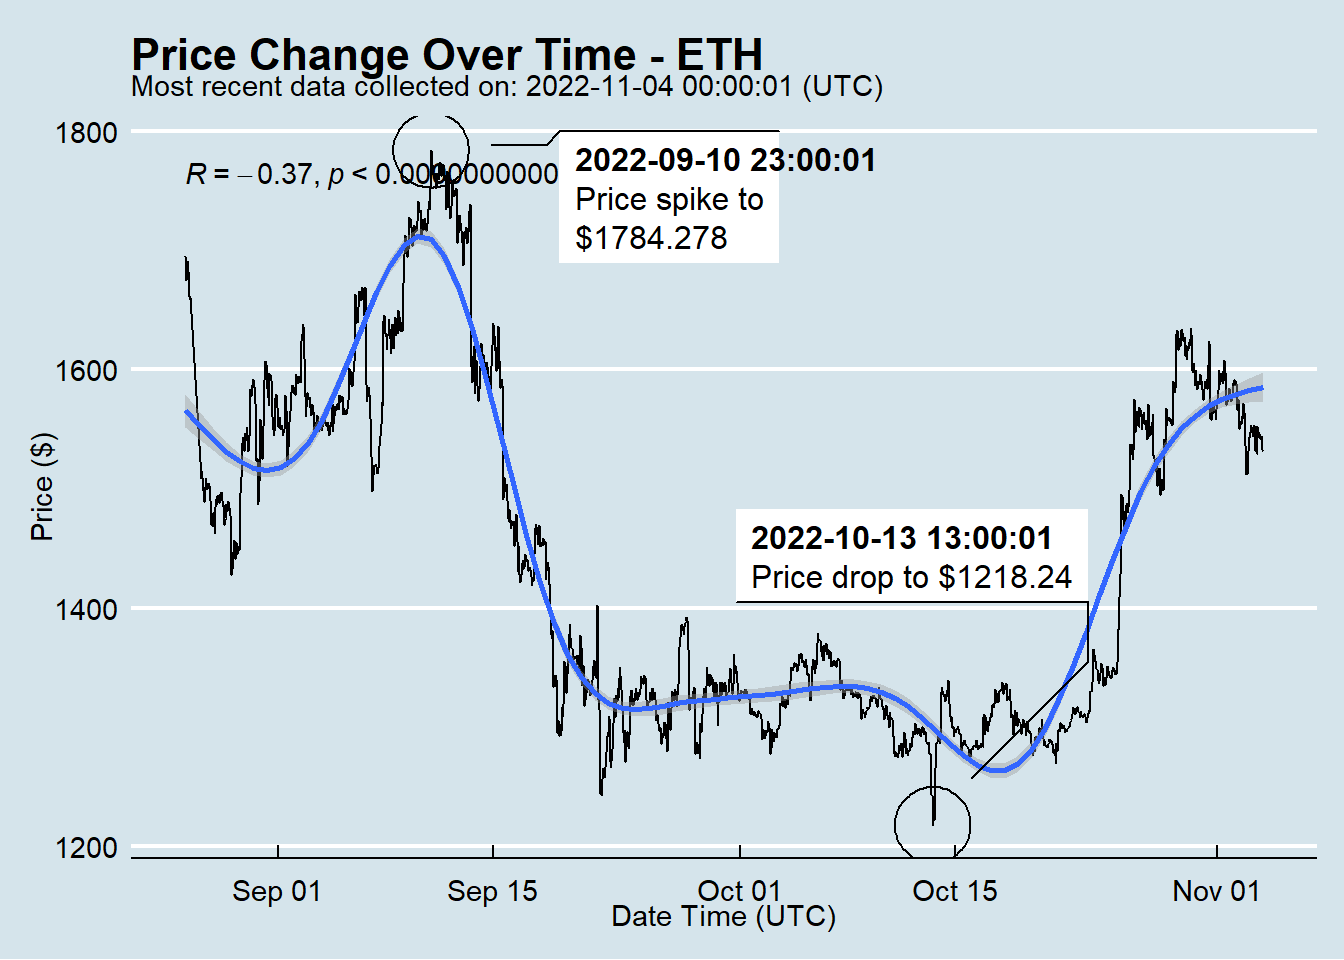 Price Change Over Time - ETH
Most recent data collected on: 2022-11-04 00:00:01 (UTC)
1800
1600
1400
1200
Price ($)
R = −0.37, p < 0.0000000000
2022-09-10 23:00:01
Price spike to
$1784.278
2022-10-13 13:00:01
Price drop to $1218.24
Sep 01
Sep 15
Oct 01
Oct 15
Nov 01
Date Time (UTC)